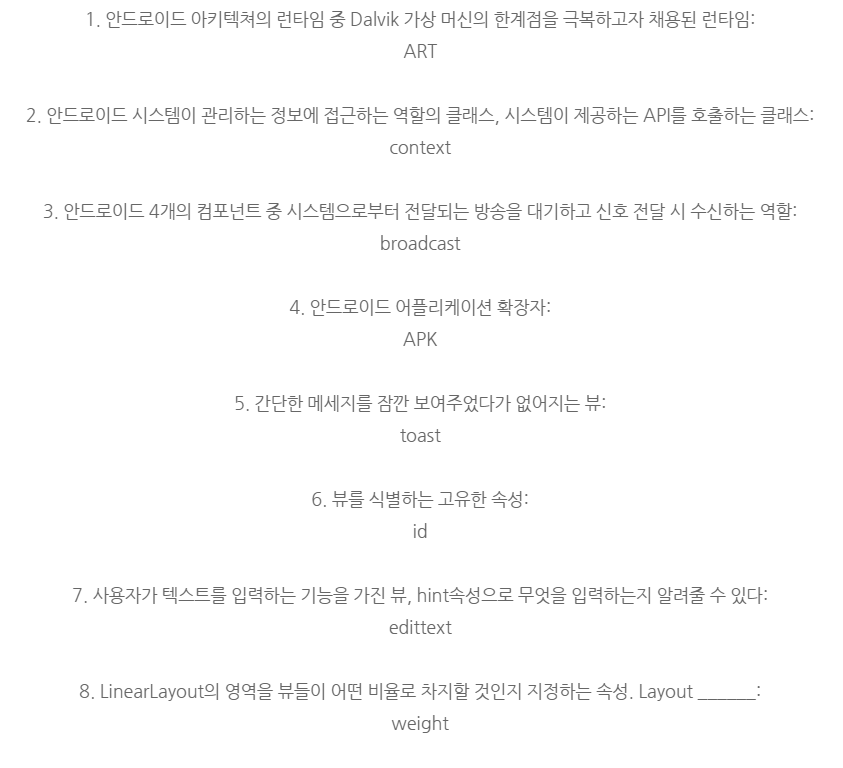 1. 안드로이드 아키텍쳐의 런타임 중 Dalvik 가상 머신의 한계점을 극복하고자 채용된 런타임:
ART
2. 안드로이드 시스템이 관리하는 정보에 접근하는 역할의 클래스, 시스템이 제공하는 API를 호출하는 클래스:
context
3. 안드로이드 4개의 컴포넌트 중 시스템으로부터 전달되는 방송을 대기하고 신호 전달 시 수신하는 역할:
broadcast
4. 안드로이드 어플리케이션 확장자:
APK
5. 간단한 메세지를 잠깐 보여주었다가 없어지는 뷰:
toast
6. 뷰를 식별하는 고유한 속성:
id
7. 사용자가 텍스트를 입력하는 기능을 가진 뷰, hint속성으로 무엇을 입력하는지 알려줄 수 있다:
edittext
8. LinearLayout의 영역을 뷰들이 어떤 비율로 차지할 것인지 지정하는 속성. Layout ______:
weight